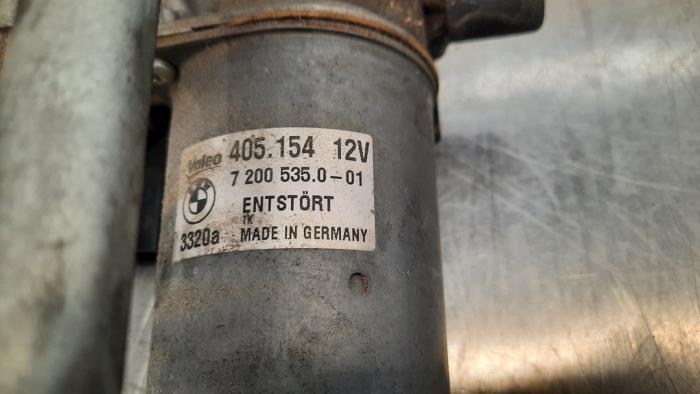 Valeo 405.154 12V
7 200 535.0-01
ENTSTÖRT
TK
3320a MADE IN GERMANY